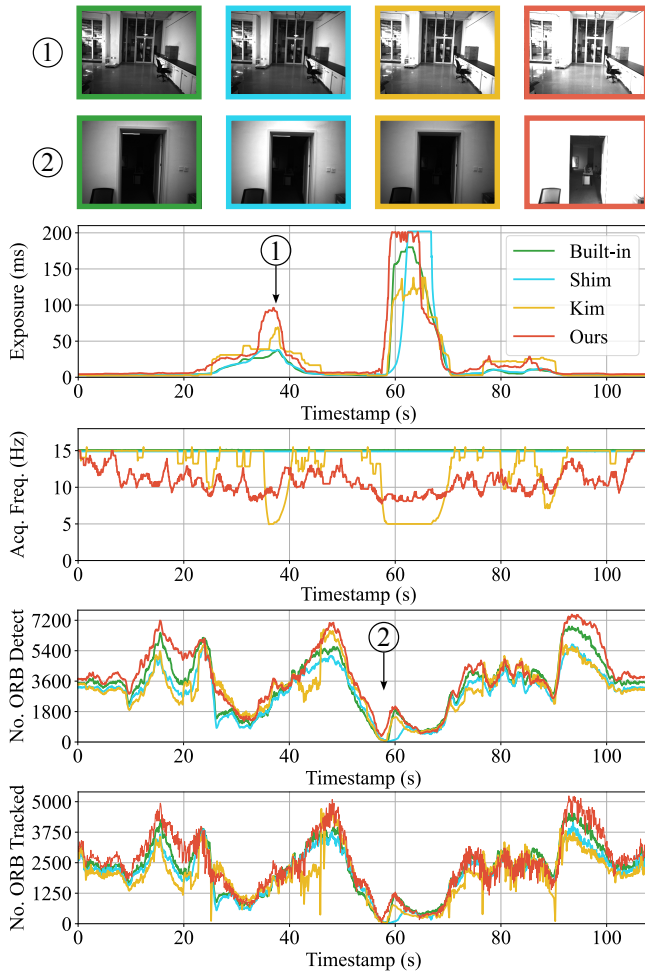 ①
②
200
150
100
50
0
Exposure (ms)
①
Built-in
Shim
Kim
Ours
0 20 40 60 80 100
Timestamp (s)
15
10
5
0
Acq. Freq. (Hz)
0 20 40 60 80 100
Timestamp (s)
7200
5400
3600
1800
0
No. ORB Detect
②
0 20 40 60 80 100
Timestamp (s)
5000
3750
2500
1250
0
No. ORB Tracked
0 20 40 60 80 100
Timestamp (s)